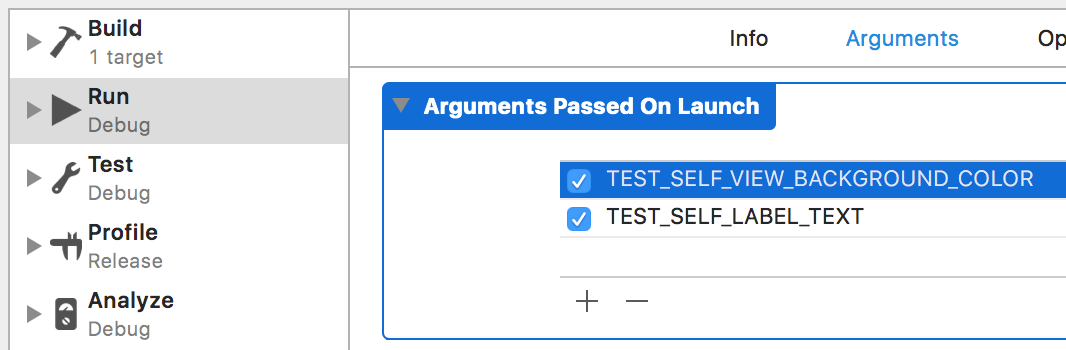 Build
1 target
Run
Debug
Test
Debug
Profile
Release
Analyze
Debug
Info
Arguments
Op
Arguments Passed On Launch
TEST_SELF_VIEW_BACKGROUND_COLOR
TEST_SELF_LABEL_TEXT